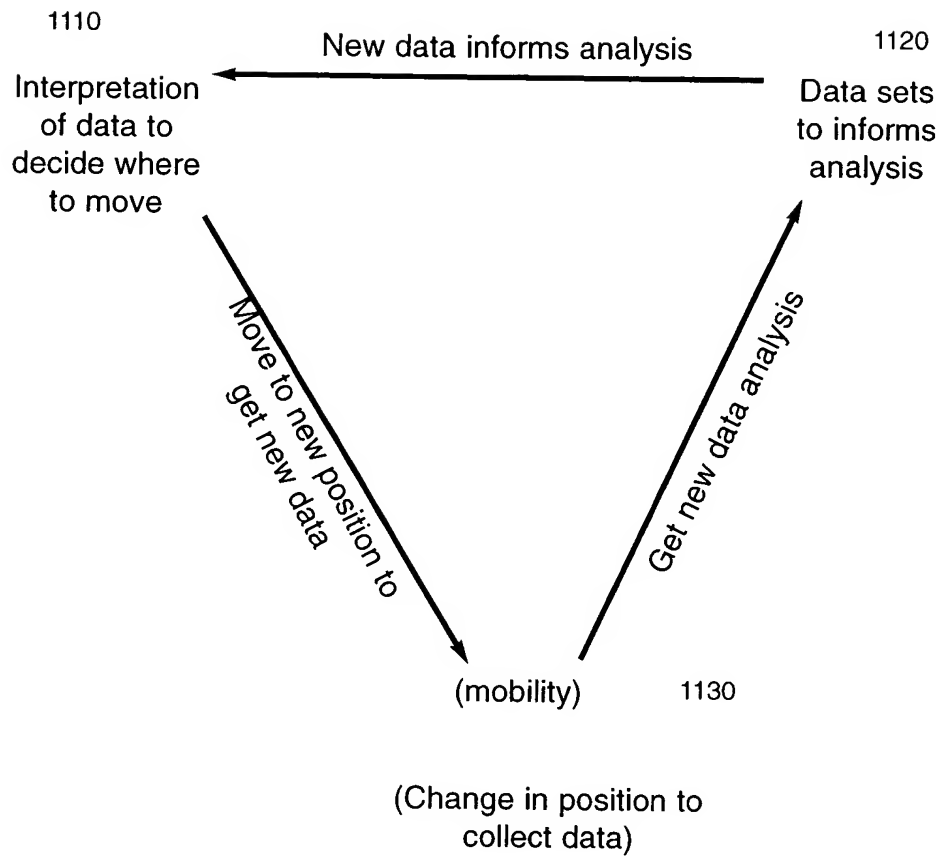 1110
New data informs analysis
1120
Interpretation
of data to
decide where
to move
Data sets
to informs
analysis
Move to new position to
get new data
Get new data analysis
(mobility)
1130
(Change in position to
collect data)